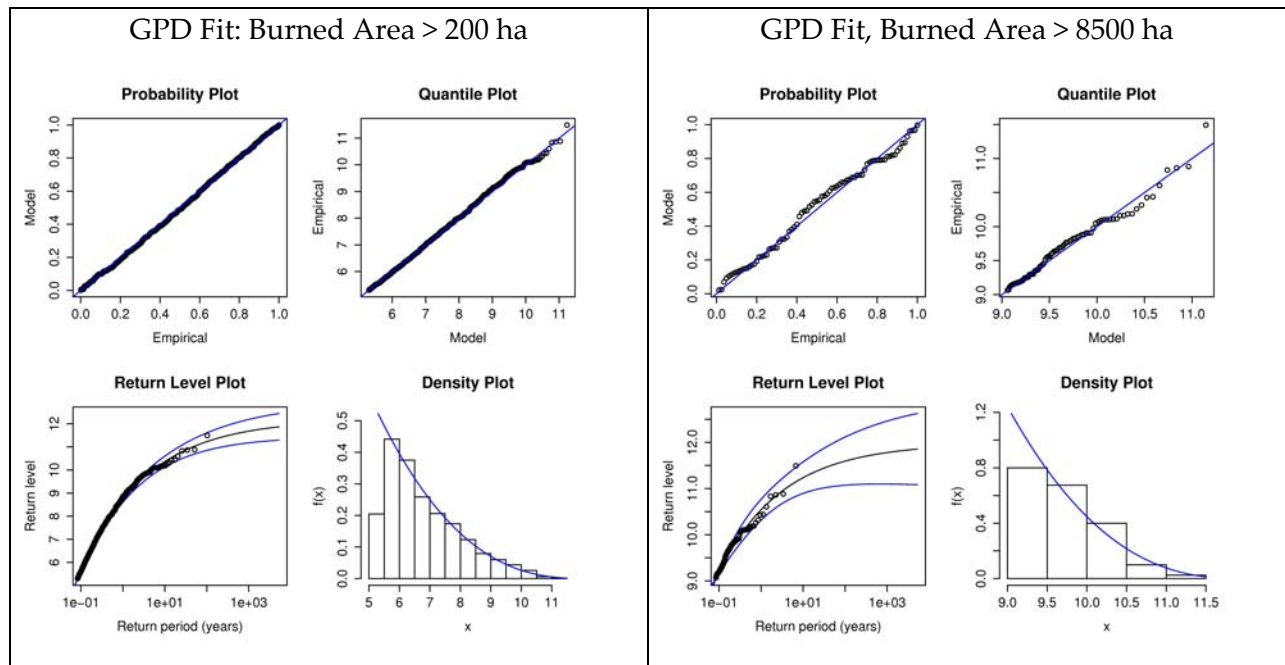 GPD Fit: Burned Area > 200 ha
Probability Plot
Model
0.0 0.2 0.4 0.6 0.8 1.0
0.0 0.2 0.4 0.6 0.8 1.0
Empirical
Quantile Plot
Empirical
6 7 8 9 10 11
6 7 8 9 10 11
Model
Return Level Plot
Return level
6 8 9 10 12
1e−01 1e+01 1e+03
Return period (years)
Density Plot
f(x)
0.0 0.1 0.2 0.3 0.4 0.5
5 6 7 8 9 10 11
x
GPD Fit, Burned Area > 8500 ha
Probability Plot
Model
0.0 0.2 0.4 0.6 0.8 1.0
0.0 0.2 0.4 0.6 0.8 1.0
Empirical
Quantile Plot
Empirical
9.0 9.5 10.0 11.0
9.0 9.5 10.0 11.0
Model
Return Level Plot
Return level
9.0 10.0 11.0 12.0
1e−01 1e+01 1e+03
Return period (years)
Density Plot
f(x)
0.0 0.4 0.8 1.2
9.0 9.5 10.0 10.5 11.0 11.5
x